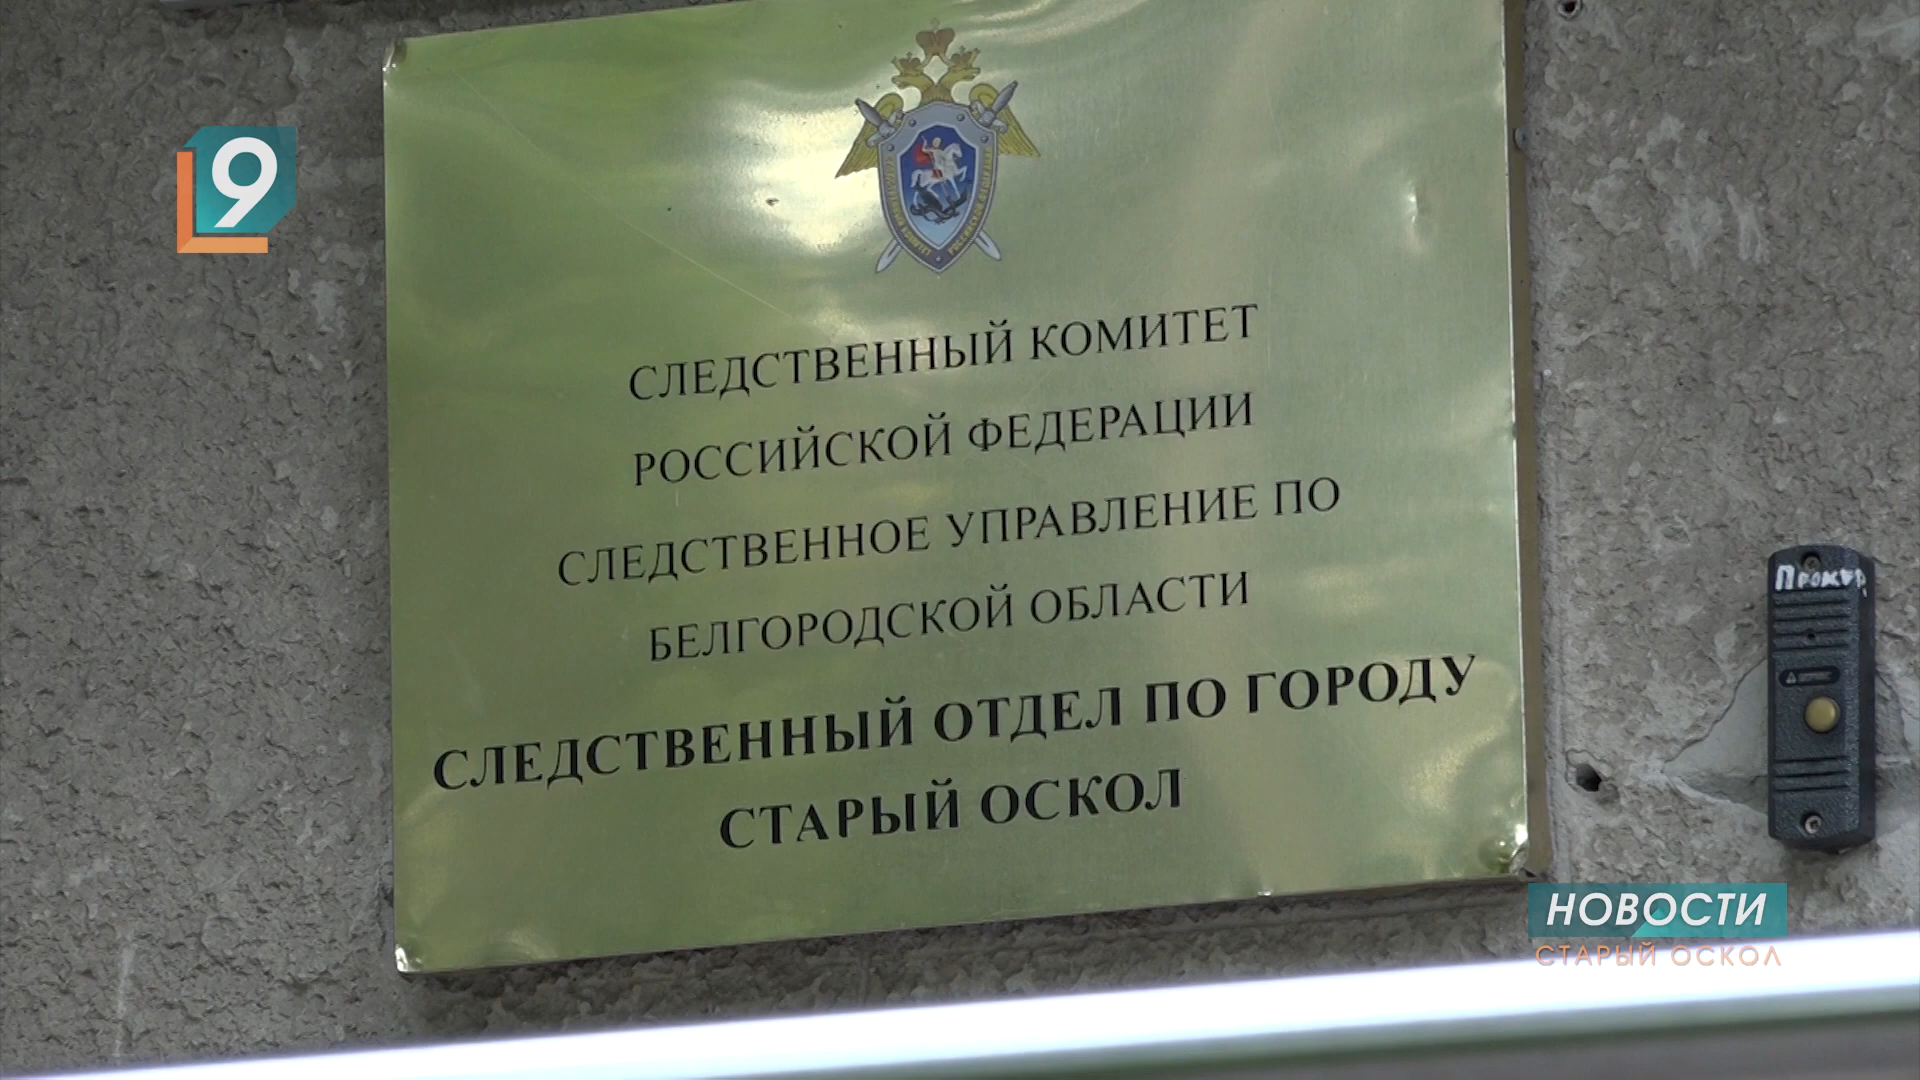 9
СЛЕДСТВЕННЫЙ КОМИТЕТ
РОССИЙСКОЙ ФЕДЕРАЦИИ
СЛЕДСТВЕННОЕ УПРАВЛЕНИЕ ПО
БЕЛГОРОДСКОЙ ОБЛАСТИ
СЛЕДСТВЕННЫЙ ОТДЕЛ ПО ГОРОДУ
СТАРЫЙ ОСКОЛ
Прокур
НОВОСТИ
СТАРЫЙ ОСКОЛ